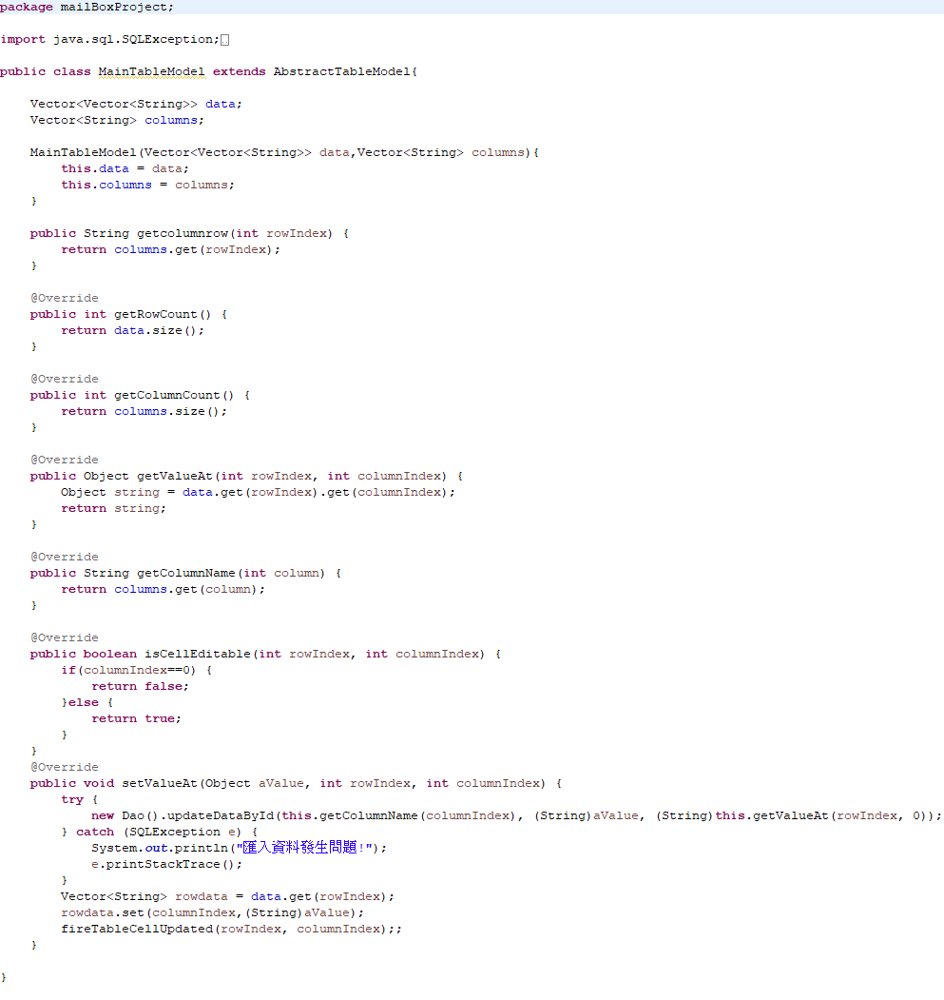 package mailBoxProject;
import java.sql.SQLException;
public class MainTableModel extends AbstractTableModel{
Vector<Vector<String>> data;
Vector<String> columns;
MainTableModel(Vector<Vector<String>> data,Vector<String> columns){
this.data = data;
this.columns = columns;
}
public String getcolumnrow(int rowIndex) {
return columns.get(rowIndex);
}
@Override
public int getRowCount() {
return data.size();
}
@Override
public int getColumnCount() {
return columns.size();
}
@Override
public Object getValueAt(int rowIndex, int columnIndex) {
Object string = data.get(rowIndex).get(columnIndex);
return string;
}
@Override
public String getColumnName(int column) {
return columns.get(column);
}
@Override
public boolean isCellEditable(int rowIndex, int columnIndex) {
if(columnIndex==0) {
return false;
}else {
return true;
}
}
@Override
public void setValueAt(Object aValue, int rowIndex, int columnIndex) {
try {
new Dao().updateDataById(this.getColumnName(columnIndex), (String)aValue, (String)this.getValueAt(rowIndex, 0));
} catch (SQLException e) {
System.out.println("匯入資料發生問題!");
e.printStackTrace();
}
Vector<String> rowdata = data.get(rowIndex);
rowdata.set(columnIndex,(String)aValue);
fireTableCellUpdated(rowIndex, columnIndex);;
}
}